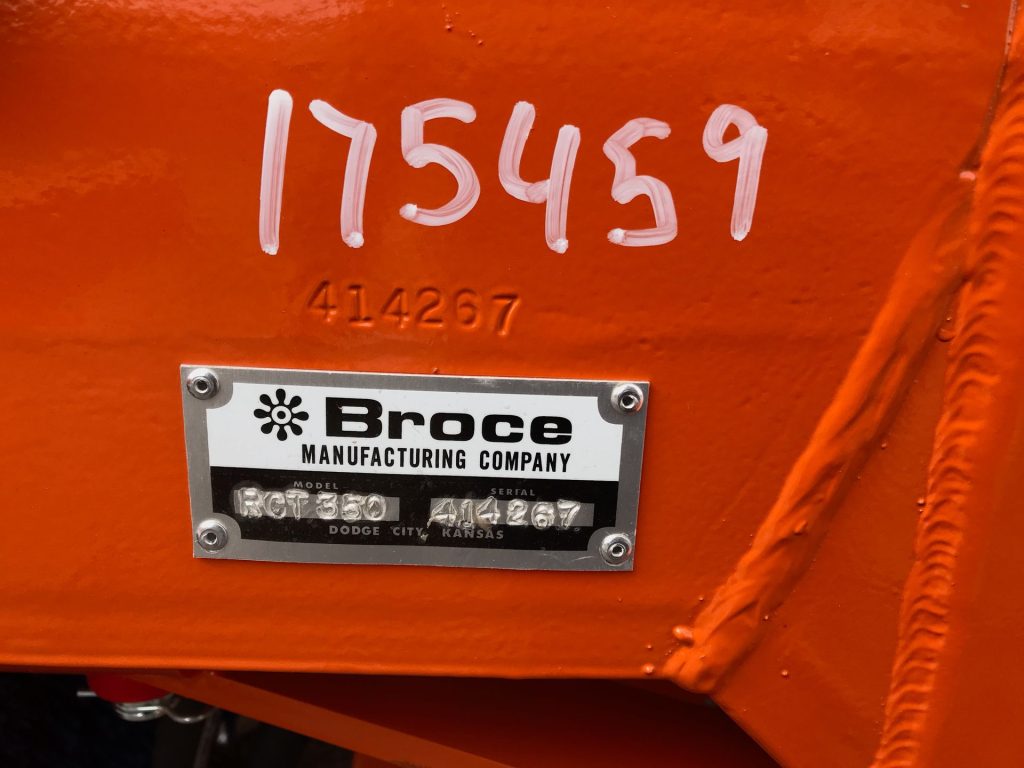 175459
414267
Broce
MANUFACTURING COMPANY
MODEL SERIAL
RCT 350 414267
DODGE CITY, KANSAS